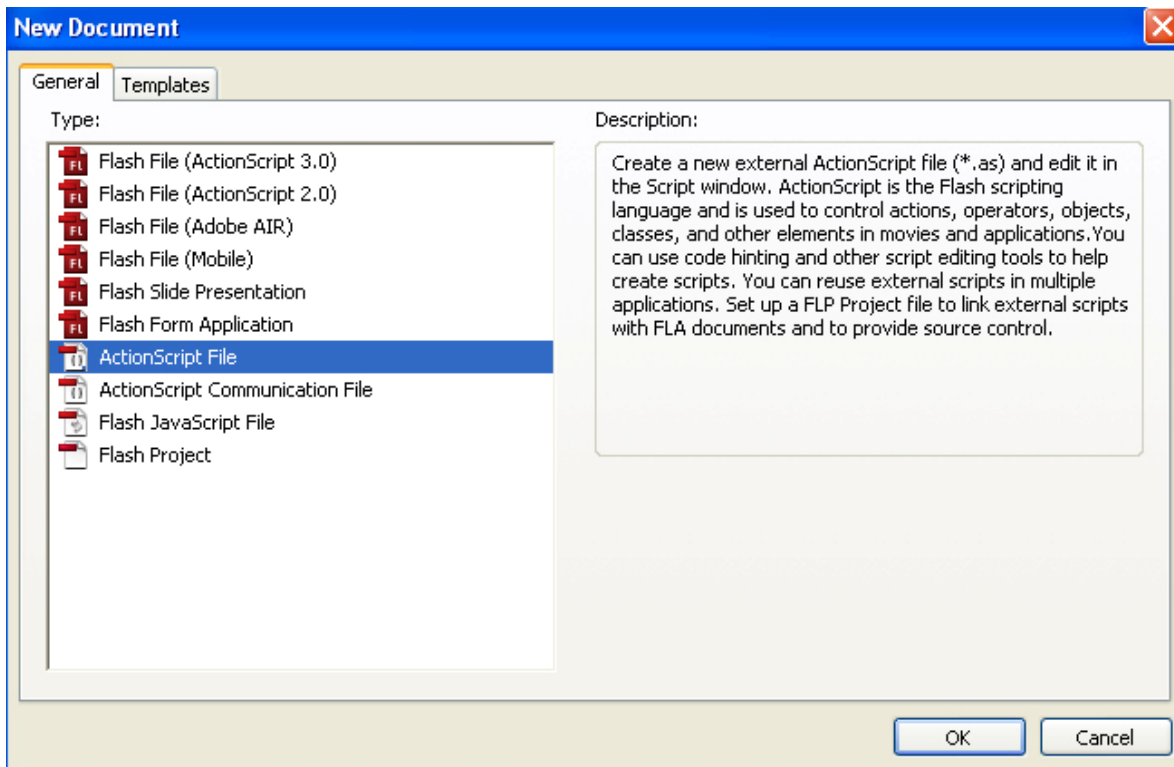 New Document
General Templates
Type:
Flash File (ActionScript 3.0)
Flash File (ActionScript 2.0)
Flash File (Adobe AIR)
Flash File (Mobile)
Flash Slide Presentation
Flash Form Application
ActionScript File
ActionScript Communication File
Flash JavaScript File
Flash Project
Description:
Create a new external ActionScript file (*.as) and edit it in
the Script window. ActionScript is the Flash scripting
language and is used to control actions, operators, objects,
classes, and other elements in movies and applications.You
can use code hinting and other script editing tools to help
create scripts. You can reuse external scripts in multiple
applications. Set up a FLP Project file to link external scripts
with FLA documents and to provide source control.
OK Cancel